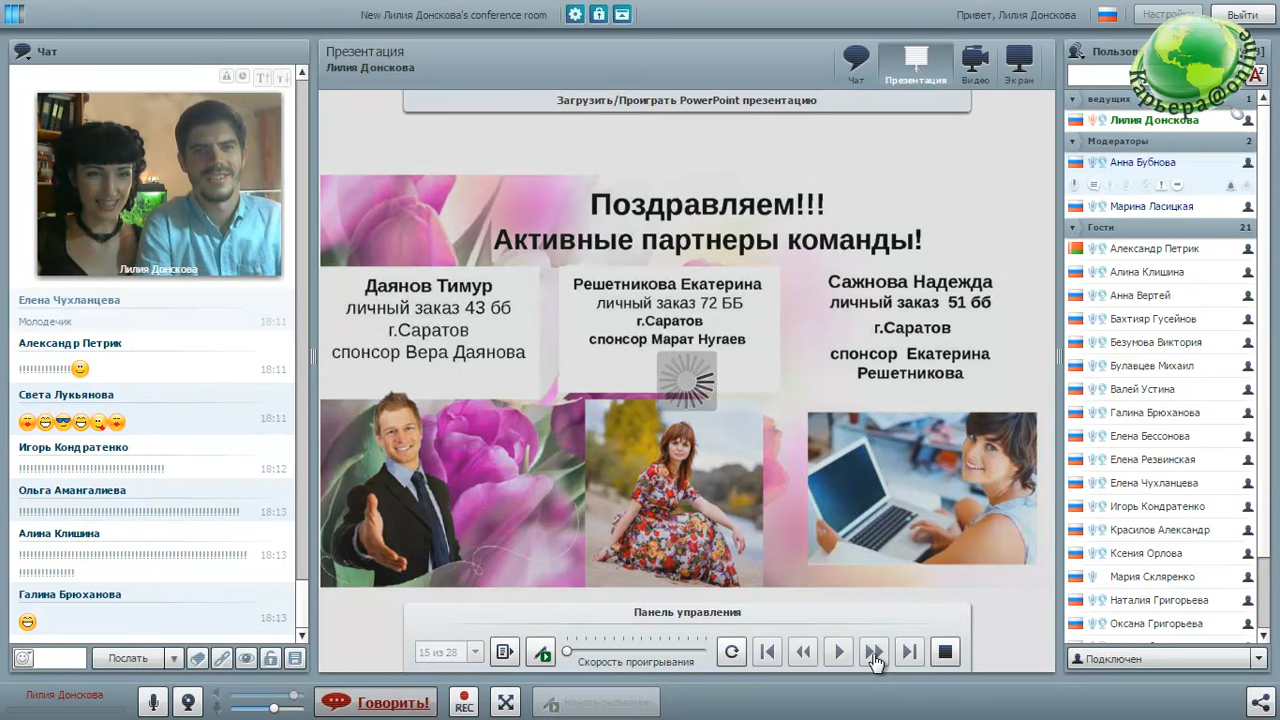 New Лилия Донскова's conference room
Привет, Лилия Донскова
Настройки
Выйти
Чат
Лилия Донскова
Елена Чухланцева
Молодечик 18:11
Александр Петрик
!!!!!!!!!!!!! 18:11
Света Лукьянова
18:11
Игорь Кондратенко
!!!!!!!!!!!!!!!!!!!!!!!!!!!!!!!!!! 18:12
Ольга Амангалиева
!!!!!!!!!!!!!!!!!!!!!!!!!!!!!!!!!!!!!!!!!!!!!!!!!!! 18:13
Алина Клишина
!!!!!!!!!!!!!!!!!!!!!!!!!!!!!!!!!!!!!!!!!!!!!!!!!!!!! 18:13
!!!!!!!!!!!!!
Галина Брюханова
18:13
Послать
Презентация
Лилия Донскова
Чат
Презентация
Видео
Экран
Загрузить/Проиграть PowerPoint презентацию
Поздравляем!!!
Активные партнеры команды!
Даянов Тимур
личный заказ 43 бб
г.Саратов
спонсор Вера Даянова
Решетникова Екатерина
личный заказ 72 ББ
г.Саратов
спонсор Марат Нугаев
Сажнова Надежда
личный заказ 51 бб
г.Саратов
спонсор Екатерина
Решетникова
Панель управления
15 из 28
Скорость проигрывания
карьера@online
ведущих 1
Лилия Донскова
Модераторы 2
Анна Бубнова
Марина Ласицкая
Гости 21
Александр Петрик
Алина Клишина
Анна Вертей
Бахтияр Гусейнов
Безумова Виктория
Булавцев Михаил
Валей Устина
Галина Брюханова
Елена Бессонова
Елена Резвинская
Елена Чухланцева
Игорь Кондратенко
Красилов Александр
Ксения Орлова
Мария Скляренко
Наталия Григорьева
Оксана Григорьева
Подключен
Лилия Донскова
Говорить!
REC